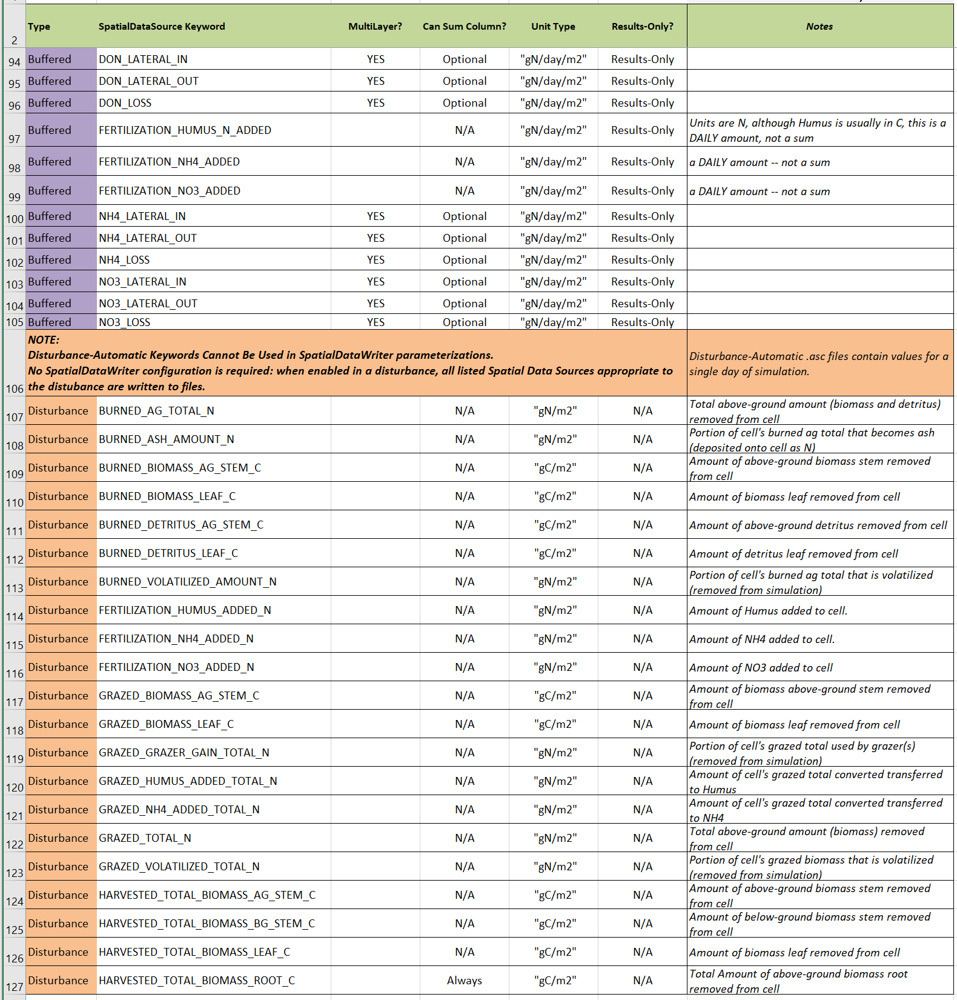 2 Type SpatialDataSource Keyword MultiLayer? Can Sum Column? Unit Type Results-Only? Notes
94 Buffered DON_LATERAL_IN YES Optional "gN/day/m2" Results-Only
95 Buffered DON_LATERAL_OUT YES Optional "gN/day/m2" Results-Only
96 Buffered DON_LOSS YES Optional "gN/day/m2" Results-Only
97 Buffered FERTILIZATION_HUMUS_N_ADDED N/A "gN/day/m2" Results-Only Units are N, although Humus is usually in C, this is a
DAILY amount, not a sum
98 Buffered FERTILIZATION_NH4_ADDED N/A "gN/day/m2" Results-Only a DAILY amount -- not a sum
99 Buffered FERTILIZATION_NO3_ADDED N/A "gN/day/m2" Results-Only a DAILY amount -- not a sum
100 Buffered NH4_LATERAL_IN YES Optional "gN/day/m2" Results-Only
101 Buffered NH4_LATERAL_OUT YES Optional "gN/day/m2" Results-Only
102 Buffered NH4_LOSS YES Optional "gN/day/m2" Results-Only
103 Buffered NO3_LATERAL_IN YES Optional "gN/day/m2" Results-Only
104 Buffered NO3_LATERAL_OUT YES Optional "gN/day/m2" Results-Only
105 Buffered NO3_LOSS YES Optional "gN/day/m2" Results-Only
NOTE:
Disturbance-Automatic Keywords Cannot Be Used in SpatialDataWriter parameterizations.
No SpatialDataWriter configuration is required: when enabled in a disturbance, all listed Spatial Data Sources appropriate to
106 the distubance are written to files.
Disturbance-Automatic .asc files contain values for a
single day of simulation.
107 Disturbance BURNED_AG_TOTAL_N N/A "gN/m2" N/A Total above-ground amount (biomass and detritus)
removed from cell
108 Disturbance BURNED_ASH_AMOUNT_N N/A "gN/m2" N/A Portion of cell's burned ag total that becomes ash
(deposited onto cell as N)
109 Disturbance BURNED_BIOMASS_AG_STEM_C N/A "gC/m2" N/A Amount of above-ground biomass stem removed
from cell
110 Disturbance BURNED_BIOMASS_LEAF_C N/A "gC/m2" N/A Amount of biomass leaf removed from cell
111 Disturbance BURNED_DETRITUS_AG_STEM_C N/A "gC/m2" N/A Amount of above-ground detritus removed from cell
112 Disturbance BURNED_DETRITUS_LEAF_C N/A "gC/m2" N/A Amount of detritus leaf removed from cell
113 Disturbance BURNED_VOLATILIZED_AMOUNT_N N/A "gN/m2" N/A Portion of cell's burned ag total that is volatilized
(removed from simulation)
114 Disturbance FERTILIZATION_HUMUS_ADDED_N N/A "gN/m2" N/A Amount of Humus added to cell.
115 Disturbance FERTILIZATION_NH4_ADDED_N N/A "gN/m2" N/A Amount of NH4 added to cell.
116 Disturbance FERTILIZATION_NO3_ADDED_N N/A "gN/m2" N/A Amount of NO3 added to cell
117 Disturbance GRAZED_BIOMASS_AG_STEM_C N/A "gC/m2" N/A Amount of biomass above-ground stem removed
from cell
118 Disturbance GRAZED_BIOMASS_LEAF_C N/A "gC/m2" N/A Amount of biomass leaf removed from cell
119 Disturbance GRAZED_GRAZER_GAIN_TOTAL_N N/A "gN/m2" N/A Portion of cell's grazed total used by grazer(s)
(removed from simulation)
120 Disturbance GRAZED_HUMUS_ADDED_TOTAL_N N/A "gN/m2" N/A Amount of cell's grazed total converted transferred
to Humus
121 Disturbance GRAZED_NH4_ADDED_TOTAL_N N/A "gN/m2" N/A Amount of cell's grazed total converted transferred
to NH4
122 Disturbance GRAZED_TOTAL_N N/A "gN/m2" N/A Total above-ground amount (biomass) removed
from cell
123 Disturbance GRAZED_VOLATILIZED_TOTAL_N N/A "gN/m2" N/A Portion of cell's grazed biomass that is volatilized
(removed from simulation)
124 Disturbance HARVESTED_TOTAL_BIOMASS_AG_STEM_C N/A "gC/m2" N/A Amount of above-ground biomass stem removed
from cell
125 Disturbance HARVESTED_TOTAL_BIOMASS_BG_STEM_C N/A "gC/m2" N/A Amount of below-ground biomass stem removed
from cell
126 Disturbance HARVESTED_TOTAL_BIOMASS_LEAF_C N/A "gC/m2" N/A Amount of biomass leaf removed from cell
127 Disturbance HARVESTED_TOTAL_BIOMASS_ROOT_C Always "gC/m2" N/A Total Amount of above-ground biomass root
removed from cell